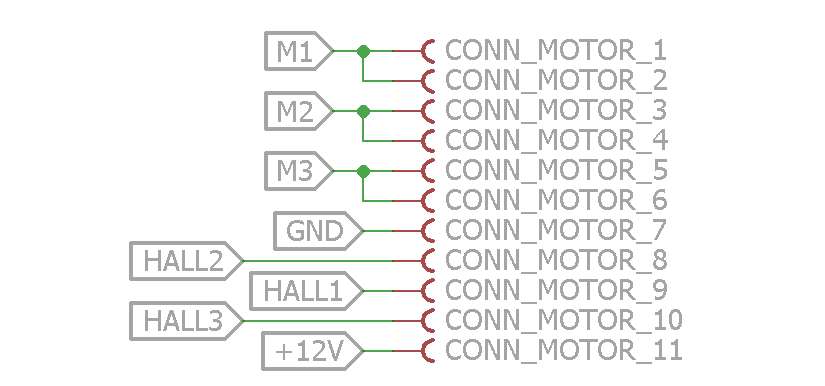 M1 CONN_MOTOR_1
CONN_MOTOR_2
M2 CONN_MOTOR_3
CONN_MOTOR_4
M3 CONN_MOTOR_5
CONN_MOTOR_6
GND CONN_MOTOR_7
HALL2 CONN_MOTOR_8
HALL1 CONN_MOTOR_9
HALL3 CONN_MOTOR_10
+12V CONN_MOTOR_11